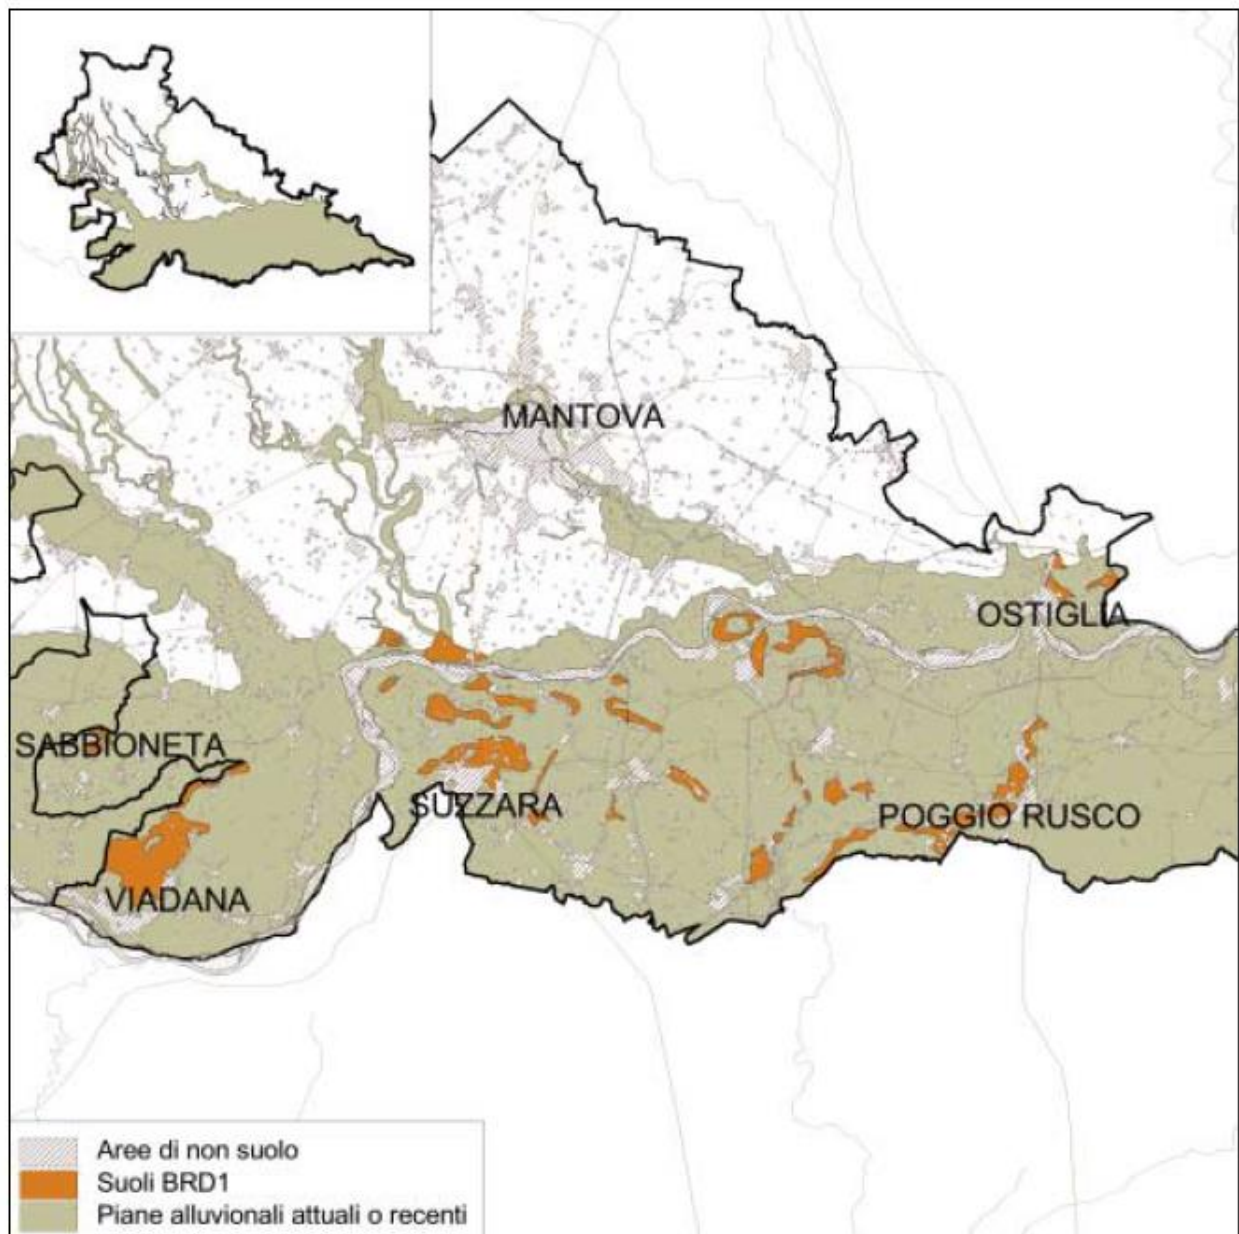 MANTOVA
OSTIGLIA
SABBIONETA
SUZZARA
POGGIO RUSCO
VIADANA
Aree di non suolo
Suoli BRD1
Piane alluvionali attuali o recenti